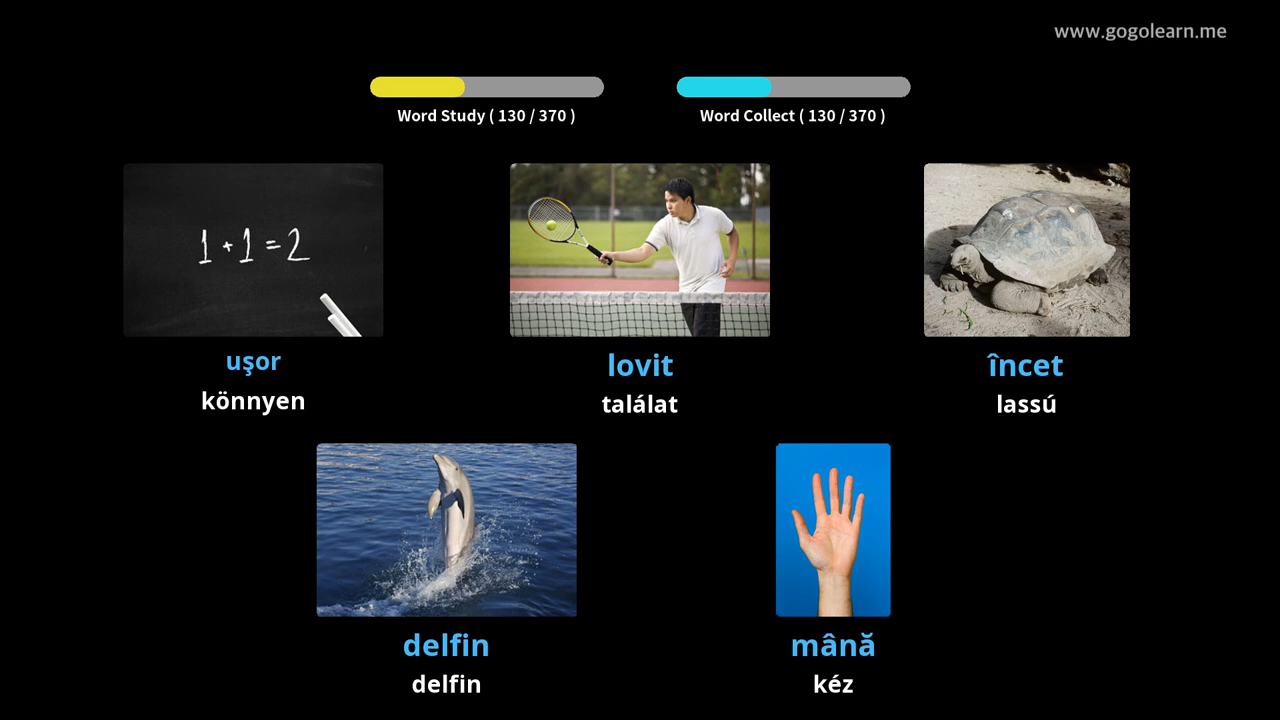 www.gogolearn.me
Word Study ( 130 / 370 )
Word Collect ( 130 / 370 )
1 + 1 = 2
uşor
könnyen
lovit
találat
încet
lassú
delfin
delfin
mână
kéz